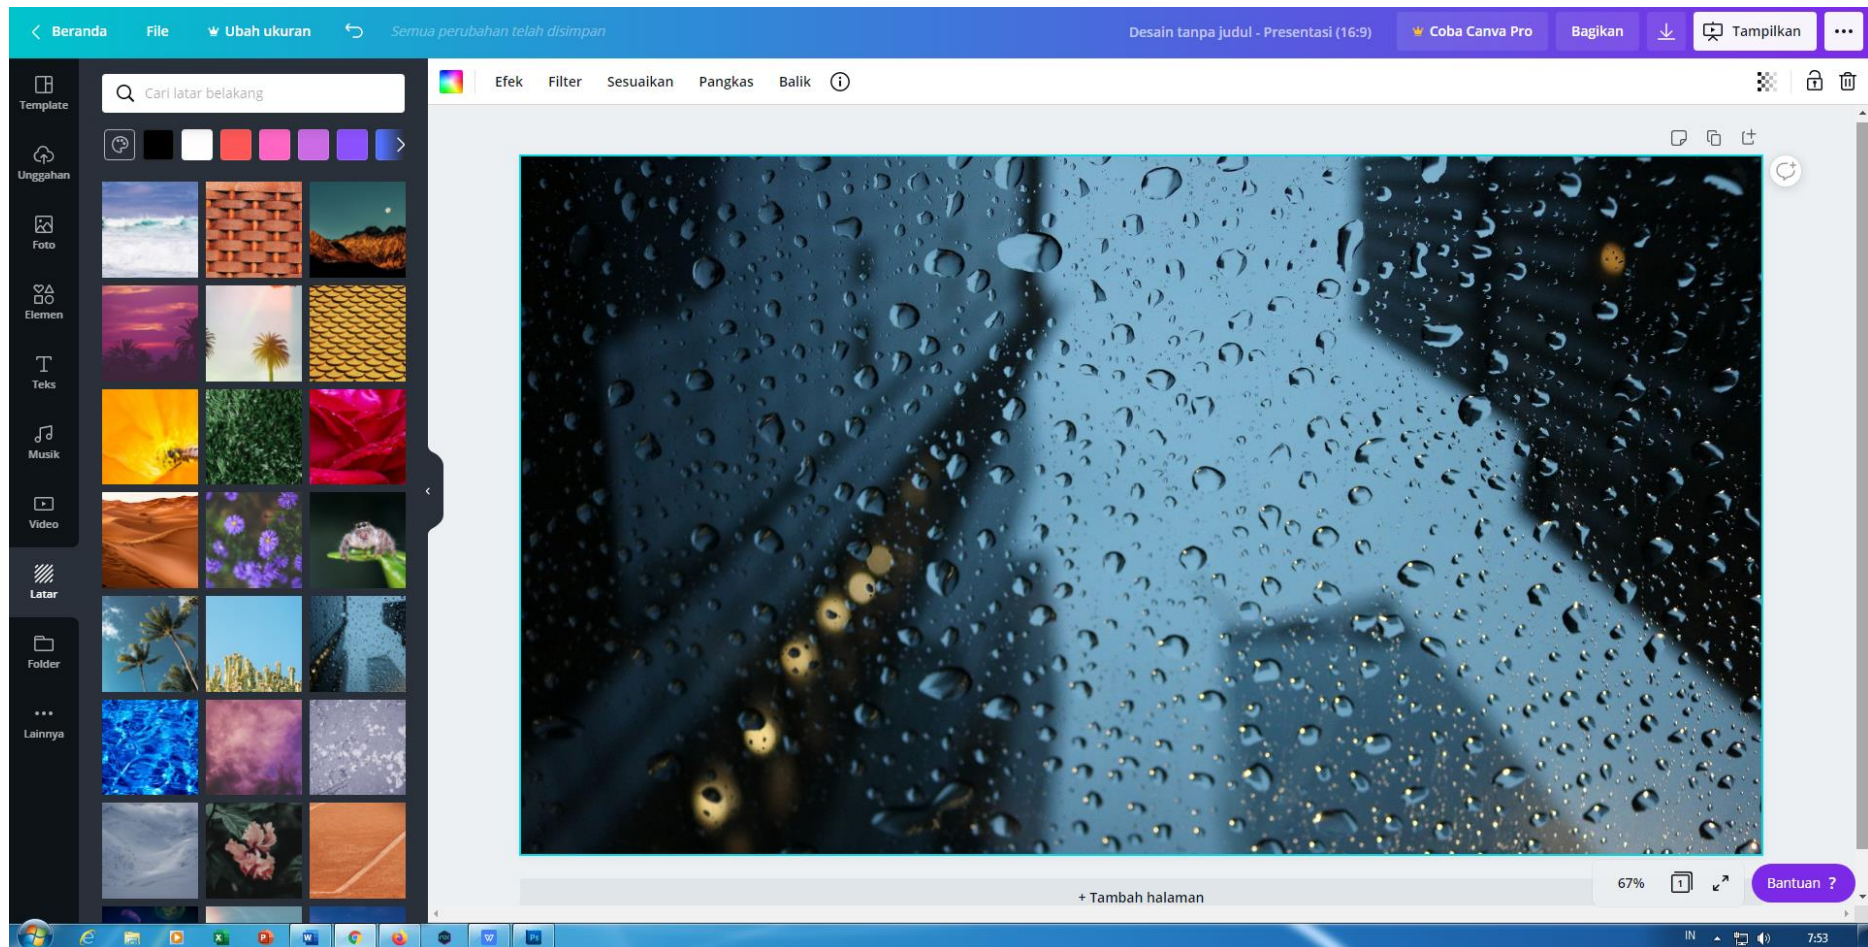 Beranda File Ubah ukuran Semua perubahan telah disimpan Desain tanpa judul - Presentasi (16:9) Coba Canva Pro Bagikan Tampilkan
Template
Unggahan
Foto
Elemen
Teks
Musik
Video
Latar
Folder
Lainnya
Cari latar belakang
Efek Filter Sesuaikan Pangkas Balik
+ Tambah halaman
67% 1 Bantuan ?
IN 7:53